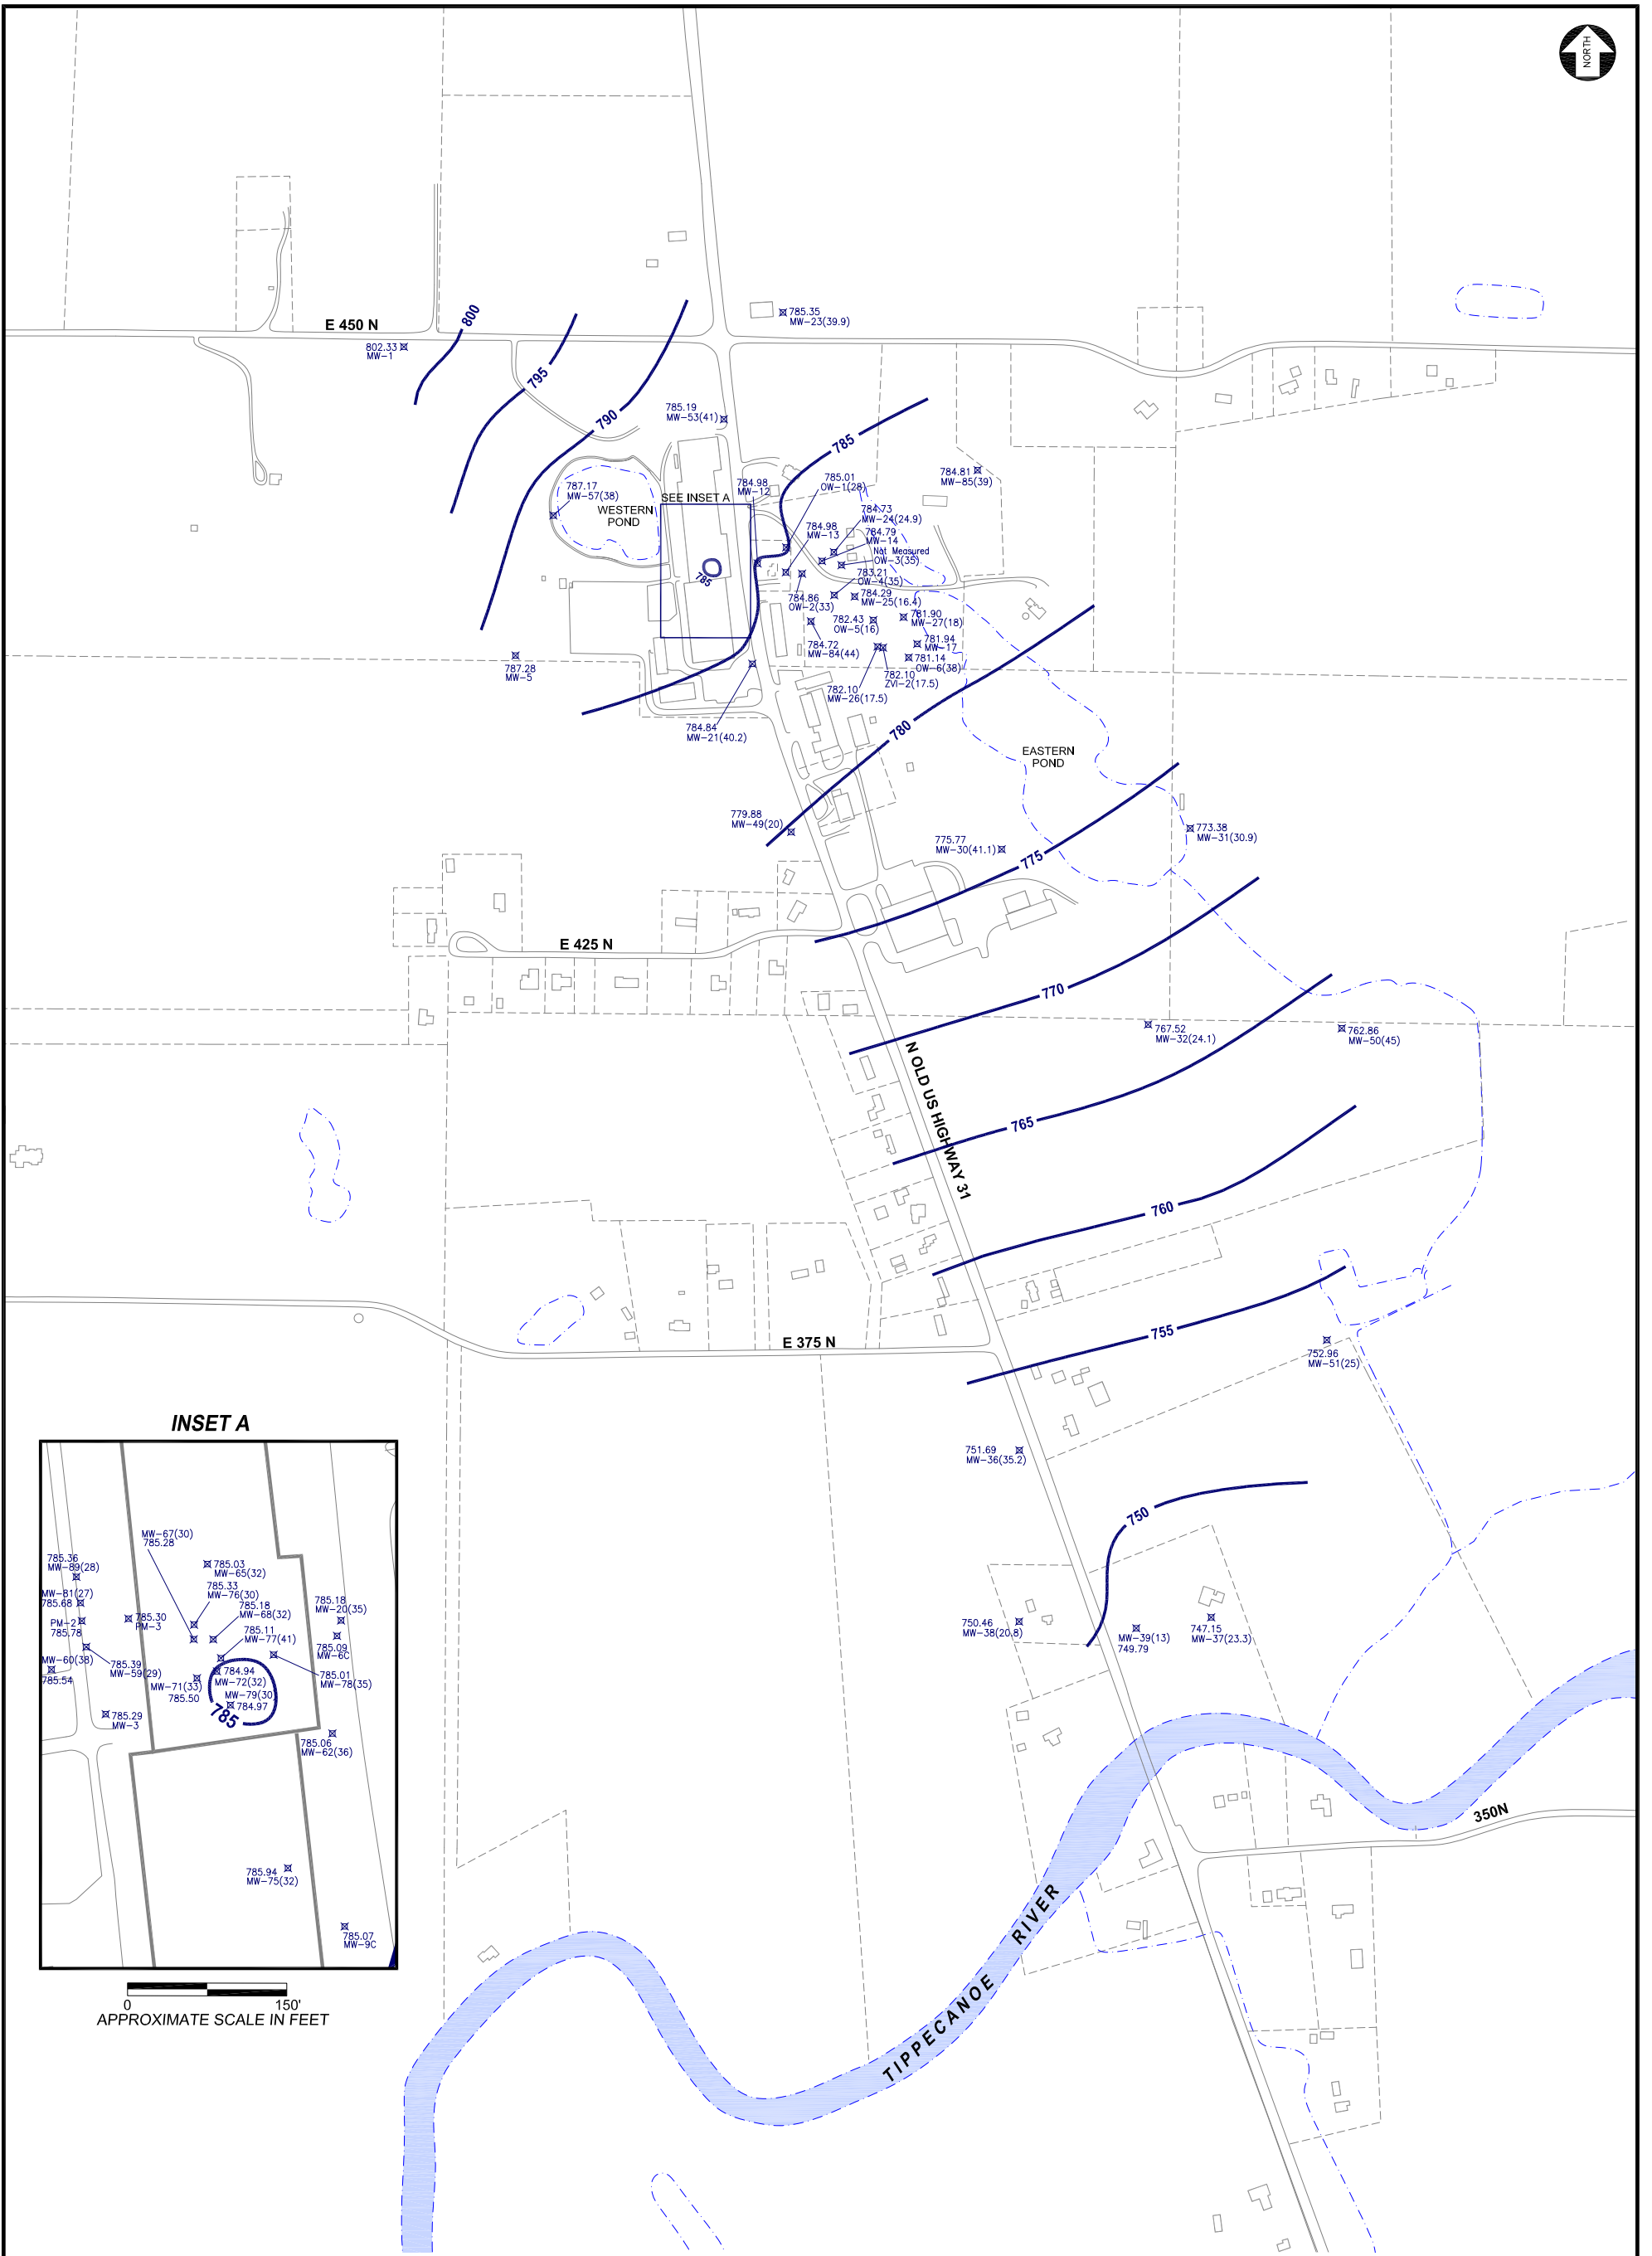 NORTH
E 450 N
800
802.33
MW-1
785.35
MW-23(39.9)
795
790
785.19
MW-53(41)
785
784.81
MW-85(39)
787.17
MW-57(38)
WESTERN
POND
SEE INSET A
784.98
MW-12
785.01
OW-1(28)
784.98
MW-13
784.73
MW-24(24.9)
784.79
MW-14
Not Measured
OW-3(35)
785
783.21
OW-4(35)
784.86
OW-2(33)
784.29
MW-25(16.4)
782.43
OW-5(16)
781.90
MW-27(18)
784.72
MW-84(44)
781.94
MW-17
781.14
OW-6(38)
782.10
ZVI-2(17.5)
782.10
MW-26(17.5)
787.28
MW-5
784.84
MW-21(40.2)
780
EASTERN
POND
779.88
MW-49(20)
775.77
MW-30(41.1)
775
773.38
MW-31(30.9)
E 425 N
770
767.52
MW-32(24.1)
762.86
MW-50(45)
N OLD US HIGHWAY 31
765
760
755
E 375 N
752.96
MW-51(25)
751.69
MW-36(35.2)
750
750.46
MW-38(20.8)
MW-39(13)
749.79
747.15
MW-37(23.3)
350N
TIPPECANOE RIVER
INSET A
MW-67(30)
785.28
785.36
MW-89(28)
785.03
MW-65(32)
785.33
MW-76(30)
MW-81(27)
785.68
785.18
MW-68(32)
785.18
MW-20(35)
PM-2
785.78
785.30
PM-3
785.11
MW-77(41)
785.09
MW-6C
MW-60(38)
785.54
785.39
MW-59(29)
784.94
MW-72(32)
785.01
MW-78(35)
MW-71(33)
785.50
MW-79(30)
784.97
785
785.29
MW-3
785.06
MW-62(36)
785.94
MW-75(32)
785.07
MW-9C
0 150'
APPROXIMATE SCALE IN FEET